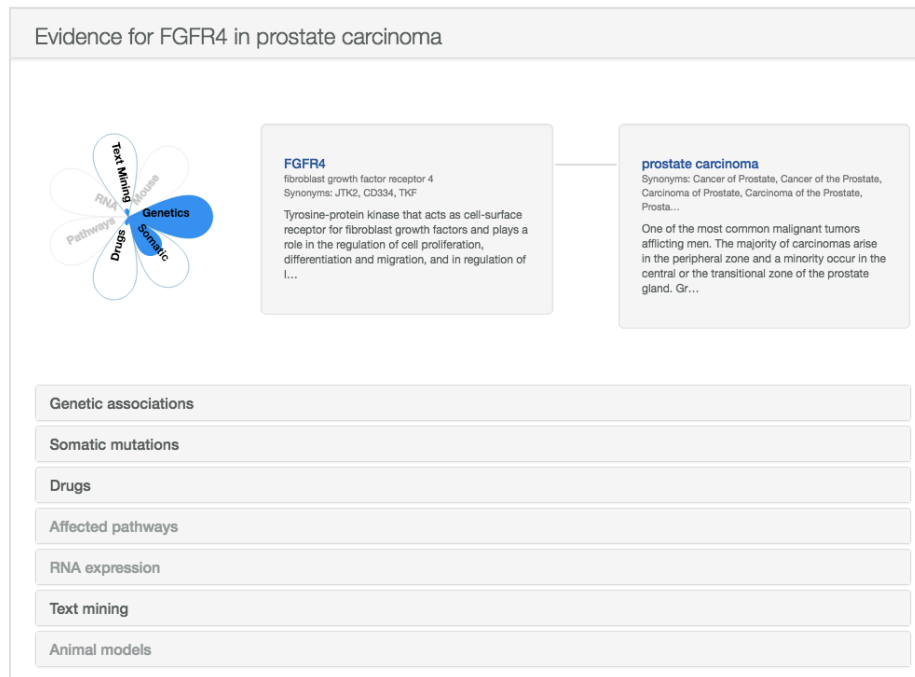 Evidence for FGFR4 in prostate carcinoma
Text Mining
Mouse
RNA
Genetics
Pathways
Somatic
Drugs
FGFR4
fibroblast growth factor receptor 4
Synonyms: JTK2, CD334, TKF
Tyrosine-protein kinase that acts as cell-surface
receptor for fibroblast growth factors and plays a
role in the regulation of cell proliferation,
differentiation and migration, and in regulation of
l...
prostate carcinoma
Synonyms: Cancer of Prostate, Cancer of the Prostate,
Carcinoma of Prostate, Carcinoma of the Prostate,
Prosta...
One of the most common malignant tumors
afflicting men. The majority of carcinomas arise
in the peripheral zone and a minority occur in the
central or the transitional zone of the prostate
gland. Gr...
Genetic associations
Somatic mutations
Drugs
Affected pathways
RNA expression
Text mining
Animal models